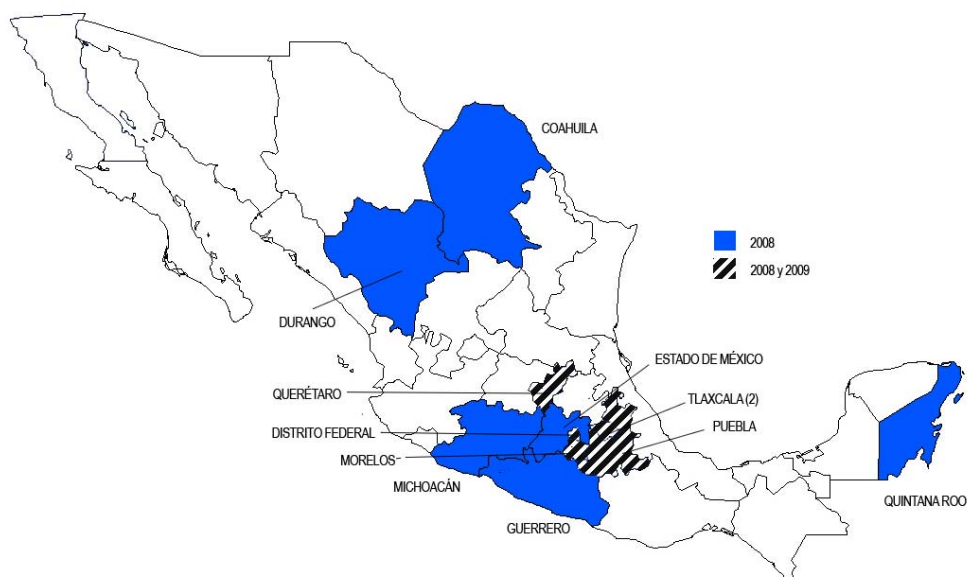 COAHUILA
2008
2008 y 2009
DURANGO
ESTADO DE MÉXICO
QUERÉTARO
TLAXCALA (2)
PUEBLA
DISTRITO FEDERAL
MORELOS
MICHOACÁN
QUINTANA ROO
GUERRERO